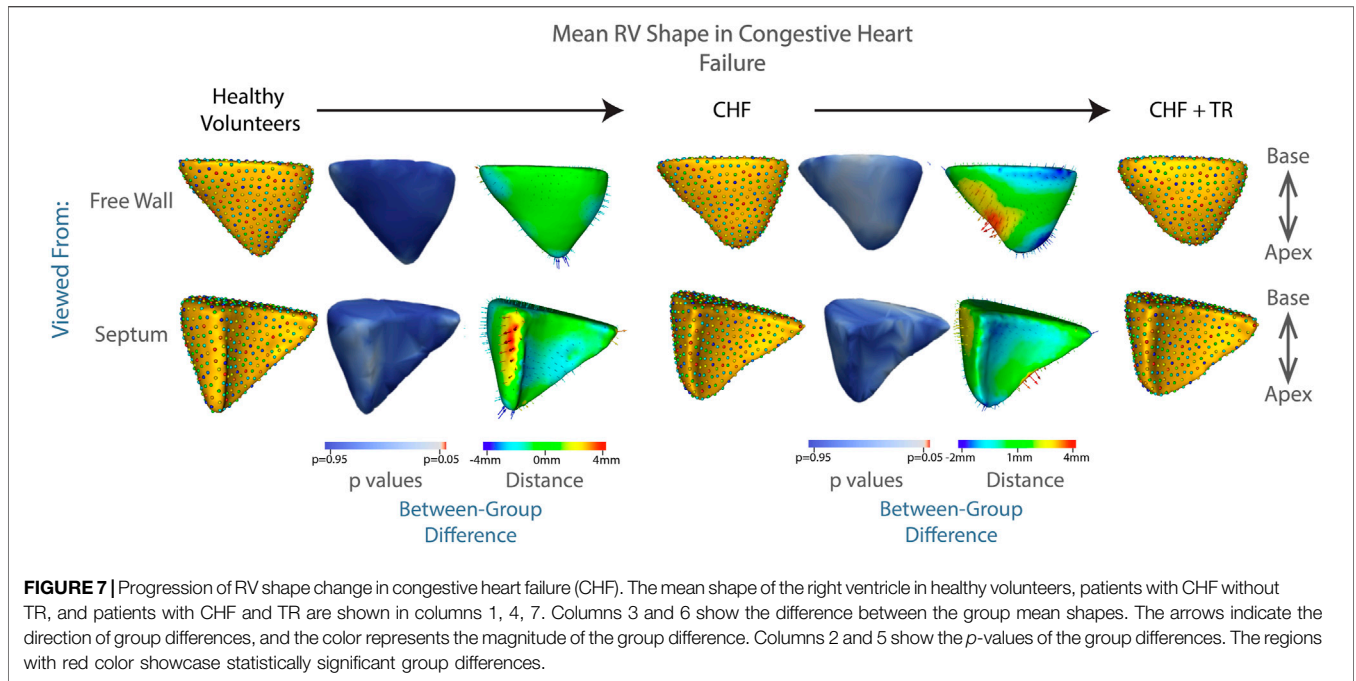 Mean RV Shape in Congestive Heart
Failure
Healthy
Volunteers
CHF
CHF + TR
Viewed From:
Free Wall
Base
Apex
Septum
Base
Apex
p=0.95
p=0.05
-4mm
0mm
4mm
p=0.95
p=0.05
-2mm
1mm
4mm
p values
Distance
p values
Distance
Between-Group
Difference
Between-Group
Difference
FIGURE 7 | Progression of RV shape change in congestive heart failure (CHF). The mean shape of the right ventricle in healthy volunteers, patients with CHF without
TR, and patients with CHF and TR are shown in columns 1, 4, 7. Columns 3 and 6 show the difference between the group mean shapes. The arrows indicate the
direction of group differences, and the color represents the magnitude of the group difference. Columns 2 and 5 show the p-values of the group differences. The regions
with red color showcase statistically significant group differences.